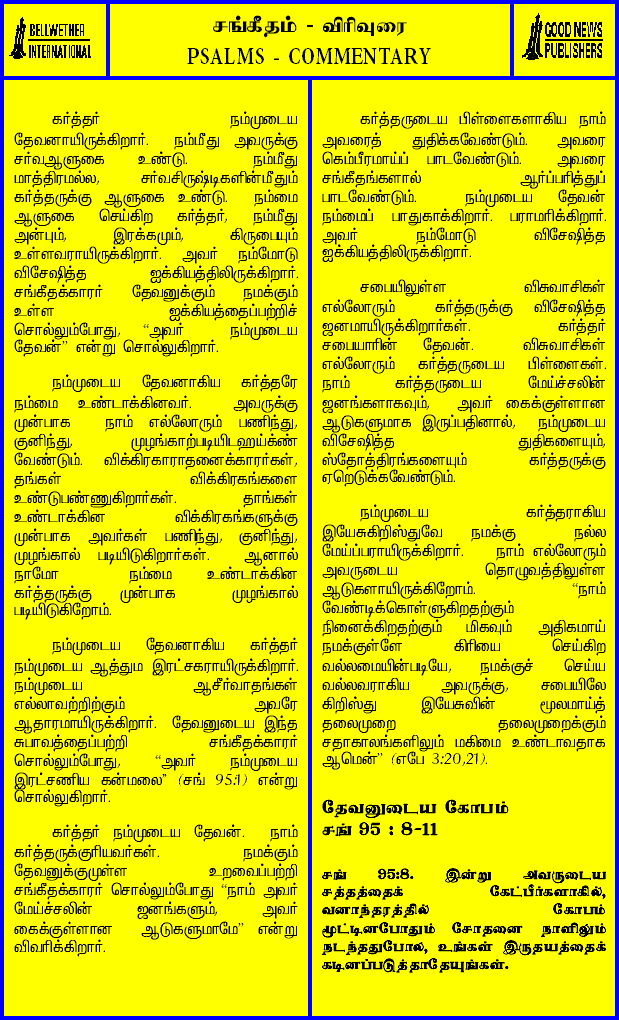 BELLWETHER
INTERNATIONAL
சங்கீதம் - விரிவுரை
PSALMS - COMMENTARY
GOOD NEWS
PUBLISHERS
கர்த்தர் நம்முடைய
தேவனாயிருக்கிறார். நம்மீது அவருக்கு
சர்வஆளுகை உண்டு. நம்மீது
மாத்திரமல்ல, சர்வசிருஷ்டிகளின்மீதும்
கர்த்தருக்கு ஆளுகை உண்டு. நம்மை
ஆளுகை செய்கிற கர்த்தர், நம்மீது
அன்பும், இரக்கமும், கிருபையும்
உள்ளவராயிருக்கிறார். அவர் நம்மோடு
விசேஷித்த ஐக்கியத்திலிருக்கிறார்.
சங்கீதக்காரர் தேவனுக்கும் நமக்கும்
உள்ள ஐக்கியத்தைப்பற்றிச்
சொல்லும்போது, “அவர் நம்முடைய
தேவன்” என்று சொல்லுகிறார்.
நம்முடைய தேவனாகிய கர்த்தரே
நம்மை உண்டாக்கினவர். அவருக்கு
முன்பாக நாம் எல்லோரும் பணிந்து,
குனிந்து, முழங்காற்படியிடஹய்க்ண்
வேண்டும். விக்கிரகாராதனைக்காரர்கள்,
தங்கள் விக்கிரகங்களை
உண்டுபண்ணுகிறார்கள். தாங்கள்
உண்டாக்கின விக்கிரகங்களுக்கு
முன்பாக அவர்கள் பணிந்து, குனிந்து,
முழங்கால் படியிடுகிறார்கள். ஆனால்
நாமோ நம்மை உண்டாக்கின
கர்த்தருக்கு முன்பாக முழங்கால்
படியிடுகிறோம்.
நம்முடைய தேவனாகிய கர்த்தர்
நம்முடைய ஆத்தும இரட்சகராயிருக்கிறார்.
நம்முடைய ஆசீர்வாதங்கள்
எல்லாவற்றிற்கும் அவரே
ஆதாரமாயிருக்கிறார். தேவனுடைய இந்த
சுபாவத்தைப்பற்றி சங்கீதக்காரர்
சொல்லும்போது, “அவர் நம்முடைய
இரட்சணிய கன்மலை” (சங் 95:1) என்று
சொல்லுகிறார்.
கர்த்தர் நம்முடைய தேவன். நாம்
கர்த்தருக்குரியவர்கள். நமக்கும்
தேவனுக்குமுள்ள உறவைப்பற்றி
சங்கீதக்காரர் சொல்லும்போது “நாம் அவர்
மேய்ச்சலின் ஜனங்களும், அவர்
கைக்குள்ளான ஆடுகளுமாமே” என்று
விவரிக்கிறார்.
கர்த்தருடைய பிள்ளைகளாகிய நாம்
அவரைத் துதிக்கவேண்டும். அவரை
கெம்பீரமாய்ப் பாடவேண்டும். அவரை
சங்கீதங்களால் ஆர்ப்பரித்துப்
பாடவேண்டும். நம்முடைய தேவன்
நம்மைப் பாதுகாக்கிறார். பராமரிக்கிறார்.
அவர் நம்மோடு விசேஷித்த
ஐக்கியத்திலிருக்கிறார்.
சபையிலுள்ள விசுவாசிகள்
எல்லோரும் கர்த்தருக்கு விசேஷித்த
ஜனமாயிருக்கிறார்கள். கர்த்தர்
சபையாரின் தேவன். விசுவாசிகள்
எல்லோரும் கர்த்தருடைய பிள்ளைகள்.
நாம் கர்த்தருடைய மேய்ச்சலின்
ஜனங்களாகவும், அவர் கைக்குள்ளான
ஆடுகளுமாக இருப்பதினால், நம்முடைய
விசேஷித்த துதிகளையும்,
ஸ்தோத்திரங்களையும் கர்த்தருக்கு
ஏறெடுக்கவேண்டும்.
நம்முடைய கர்த்தராகிய
இயேசுகிறிஸ்துவே நமக்கு நல்ல
மேய்ப்பராயிருக்கிறார். நாம் எல்லோரும்
அவருடைய தொழுவத்திலுள்ள
ஆடுகளாயிருக்கிறோம். “நாம்
வேண்டிக்கொள்ளுகிறதற்கும்
நினைக்கிறதற்கும் மிகவும் அதிகமாய்
நமக்குள்ளே கிரியை செய்கிற
வல்லமையின்படியே, நமக்குச் செய்ய
வல்லவராகிய அவருக்கு, சபையிலே
கிறிஸ்து இயேசுவின் மூலமாய்த்
தலைமுறை தலைமுறைக்கும்
சதாகாலங்களிலும் மகிமை உண்டாவதாக
ஆமென்” (எபே 3:20,21).
தேவனுடைய கோபம்
சங் 95 : 8-11
சங் 95:8. இன்று அவருடைய
சத்தத்தைக் கேட்பீர்களாகில்,
வனாந்தரத்தில் கோபம்
மூட்டினபோதும் சோதனை நாளிலும்
நடந்ததுபோல, உங்கள் இருதயத்தைக்
கடினப்படுத்தாதேயுங்கள்.